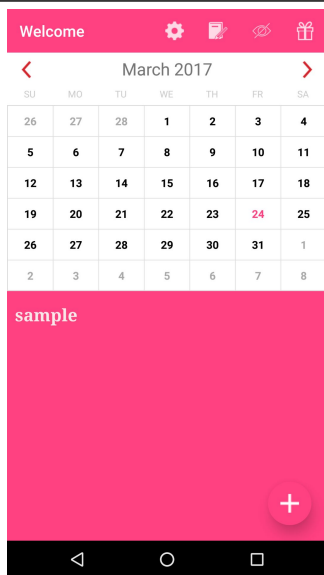 Welcome
March 2017
SU MO TU WE TH FR SA
26 27 28 1 2 3 4
5 6 7 8 9 10 11
12 13 14 15 16 17 18
19 20 21 22 23 24 25
26 27 28 29 30 31 1
2 3 4 5 6 7 8
sample